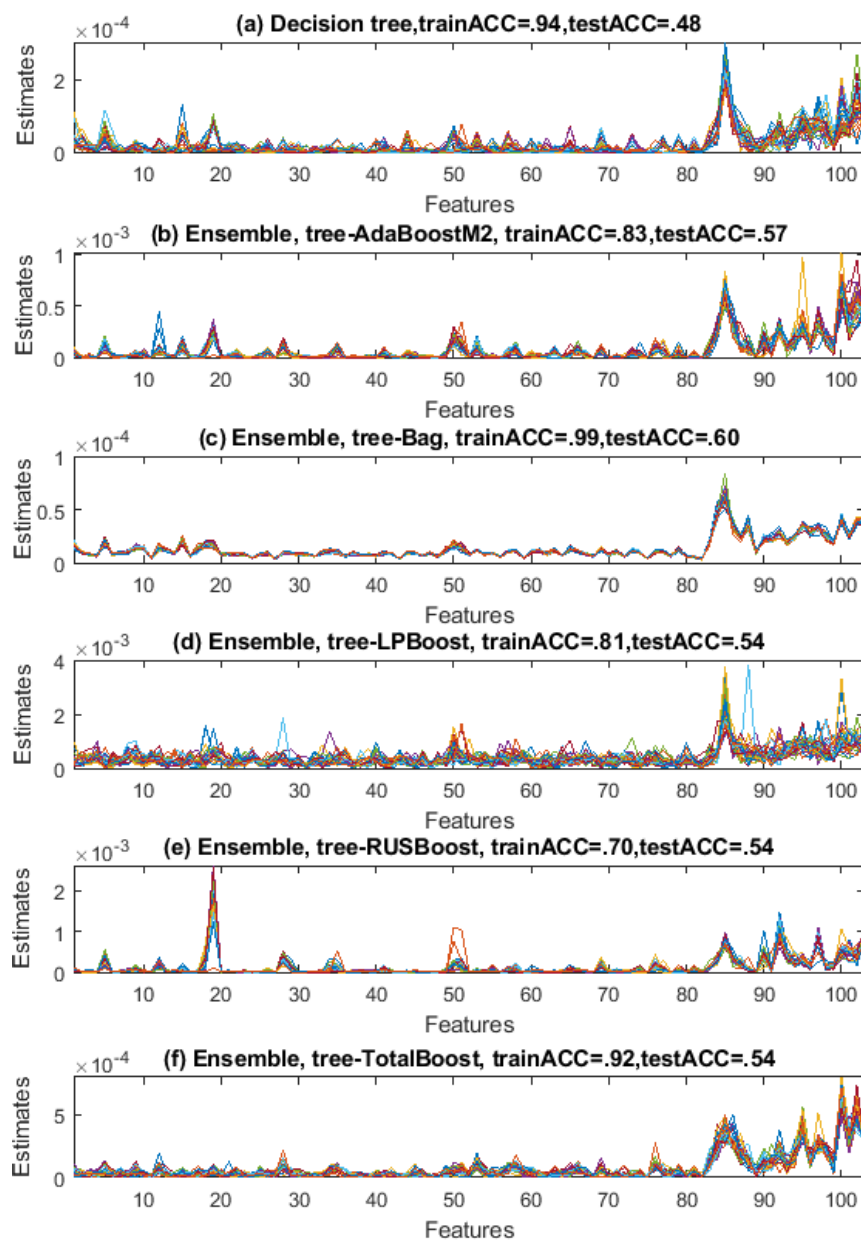 (a) Decision tree,trainACC=.94,testACC=.48
×10⁻⁴
Estimates
2
0
10 20 30 40 50 60 70 80 90 100
Features
(b) Ensemble, tree-AdaBoostM2, trainACC=.83,testACC=.57
×10⁻³
Estimates
1
0.5
0
10 20 30 40 50 60 70 80 90 100
Features
(c) Ensemble, tree-Bag, trainACC=.99,testACC=.60
×10⁻⁴
Estimates
1
0.5
0
10 20 30 40 50 60 70 80 90 100
Features
(d) Ensemble, tree-LPBoost, trainACC=.81,testACC=.54
×10⁻³
Estimates
4
2
0
10 20 30 40 50 60 70 80 90 100
Features
(e) Ensemble, tree-RUSBoost, trainACC=.70,testACC=.54
×10⁻³
Estimates
2
1
0
10 20 30 40 50 60 70 80 90 100
Features
(f) Ensemble, tree-TotalBoost, trainACC=.92,testACC=.54
×10⁻⁴
Estimates
5
0
10 20 30 40 50 60 70 80 90 100
Features